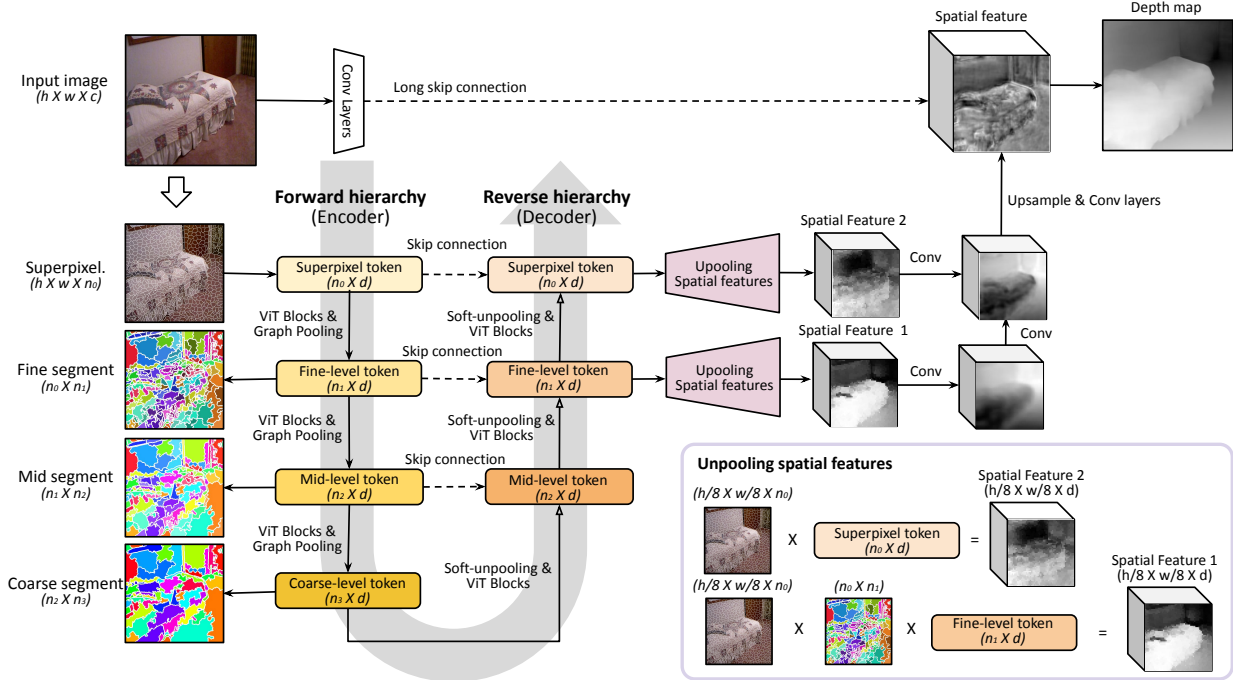 Spatial feature
Depth map
Input image
(h X w X c)
Conv Layers
Long skip connection
Forward hierarchy
(Encoder)
Reverse hierarchy
(Decoder)
Upsample & Conv layers
Skip connection
Spatial Feature 2
Superpixel.
(h X w X n₀)
Superpixel token
(n₀ X d)
Superpixel token
(n₀ X d)
Upooling
Spatial features
Conv
ViT Blocks &
Graph Pooling
Soft-unpooling &
ViT Blocks
Spatial Feature 1
Conv
Skip connection
Fine segment
(n₀ X n₁)
Fine-level token
(n₁ X d)
Fine-level token
(n₁ X d)
Upooling
Spatial features
Conv
ViT Blocks &
Graph Pooling
Soft-unpooling &
ViT Blocks
Skip connection
Mid segment
(n₁ X n₂)
Mid-level token
(n₂ X d)
Mid-level token
(n₂ X d)
ViT Blocks &
Graph Pooling
Soft-unpooling &
ViT Blocks
Coarse segment
(n₂ X n₃)
Coarse-level token
(n₃ X d)
Unpooling spatial features
(h/8 X w/8 X n₀)
X
Superpixel token
(n₀ X d)
=
Spatial Feature 2
(h/8 X w/8 X d)
(h/8 X w/8 X n₀)
X
(n₀ X n₁)
X
Fine-level token
(n₁ X d)
=
Spatial Feature 1
(h/8 X w/8 X d)